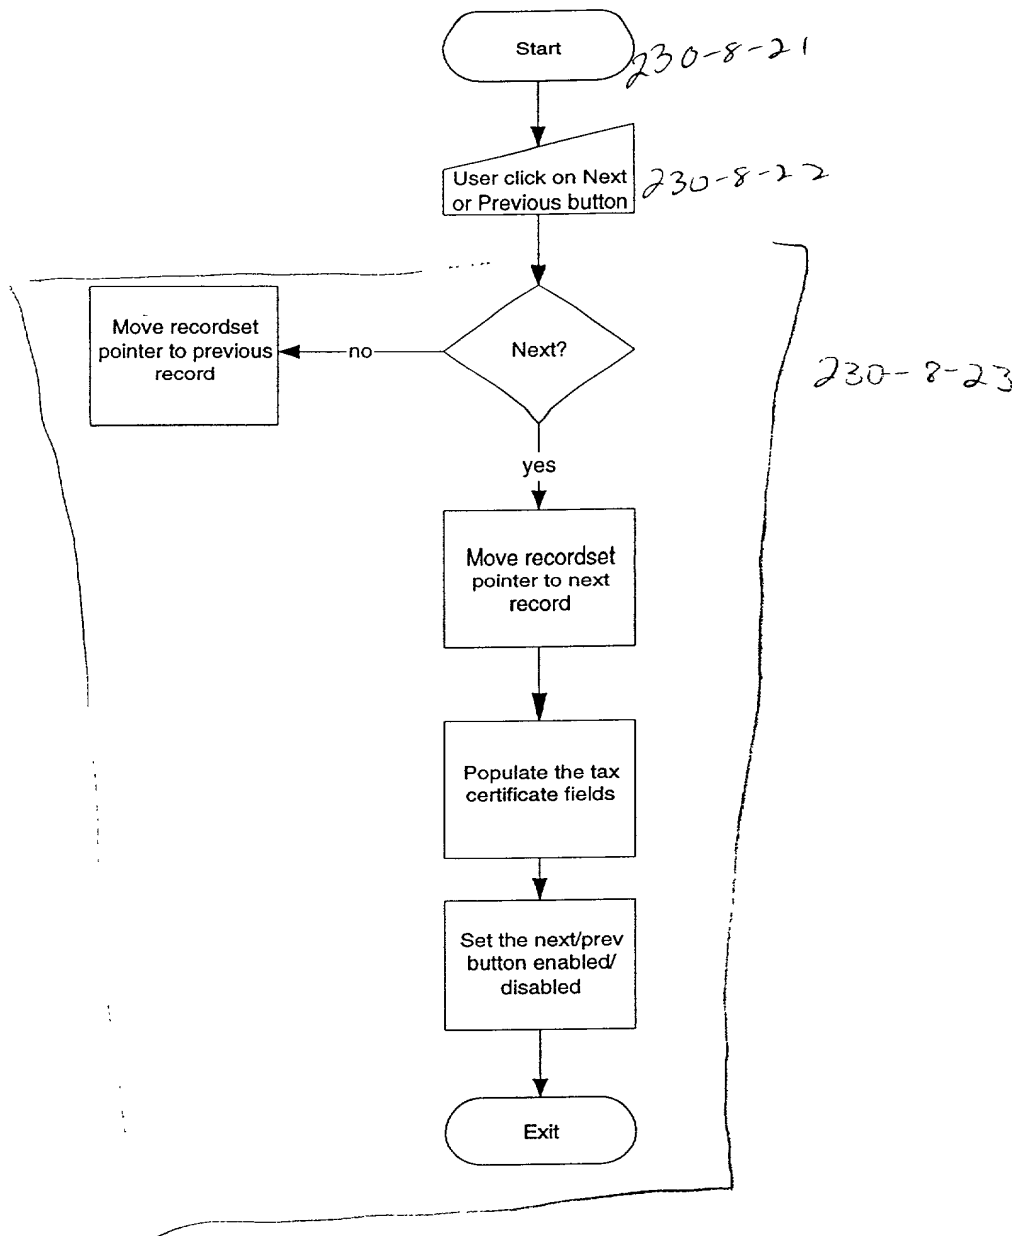 Start
230-8-21
User click on Next
or Previous button
230-8-22
Move recordset
pointer to previous
record
no
Next?
230-8-23
yes
Move recordset
pointer to next
record
Populate the tax
certificate fields
Set the next/prev
button enabled/
disabled
Exit